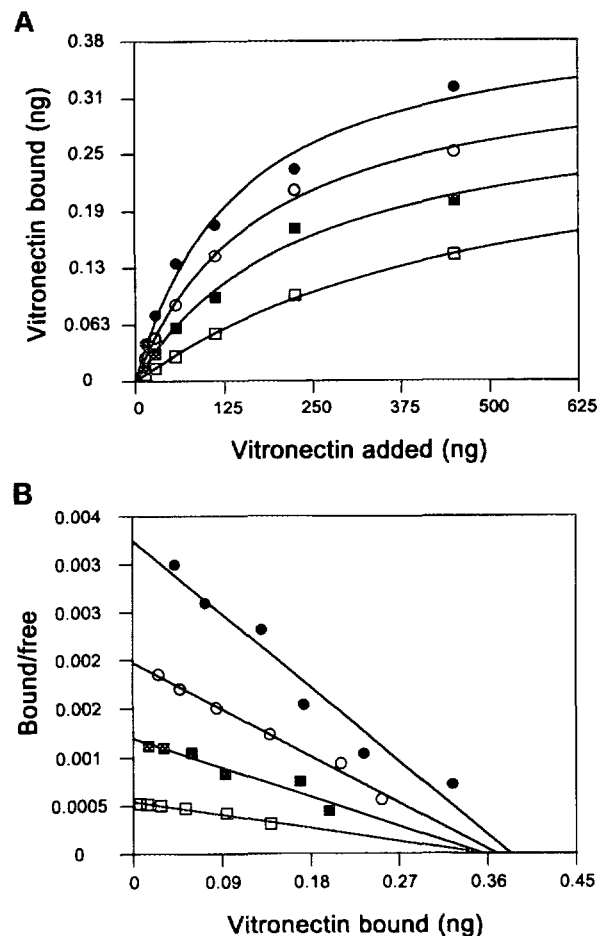 A
Vitronectin bound (ng)
0.38
0.31
0.25
0.19
0.13
0.063
0
0 125 250 375 500 625
Vitronectin added (ng)
B
Bound/free
0.004
0.003
0.003
0.002
0.002
0.001
0.0005
0
0 0.09 0.18 0.27 0.36 0.45
Vitronectin bound (ng)